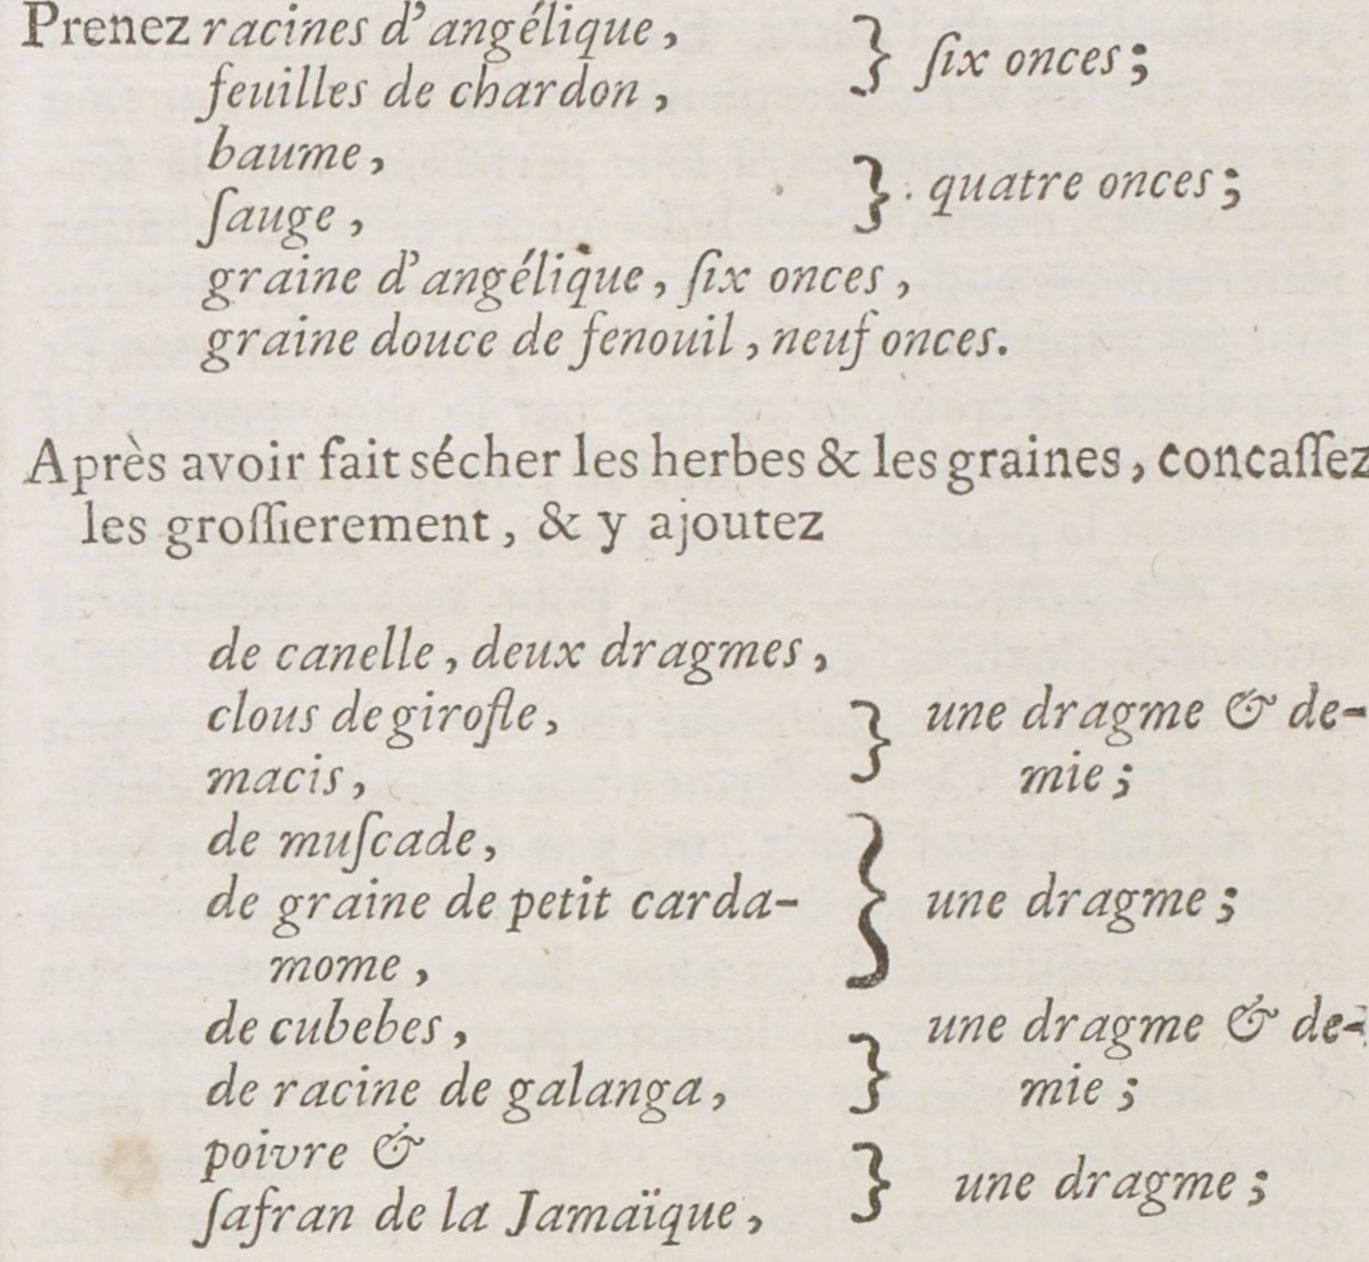 Prenez racines d'angélique, } ſix onces;
feuilles de chardon,
baume, } quatre onces;
ſauge,
graine d'angélique, ſix onces,
graine douce de fenouil, neuf onces.
Après avoir fait sécher les herbes & les graines, concaſſez
les groſſierement, & y ajoutez
de canelle, deux dragmes,
clous de girofle, } une dragme & de-
macis, mie;
de muſcade,
de graine de petit carda- } une dragme;
mome,
de cubebes, } une dragme & de-
de racine de galanga, mie;
poivre & } une dragme;
ſafran de la Jamaïque,